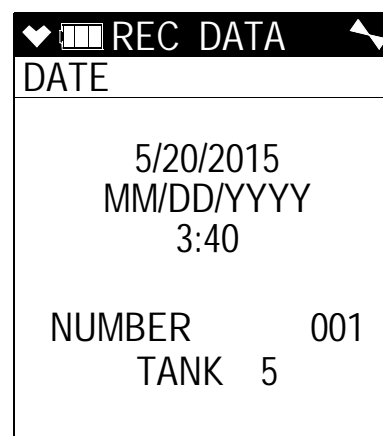 REC DATA
DATE
5/20/2015
MM/DD/YYYY
3:40
NUMBER 001
TANK 5